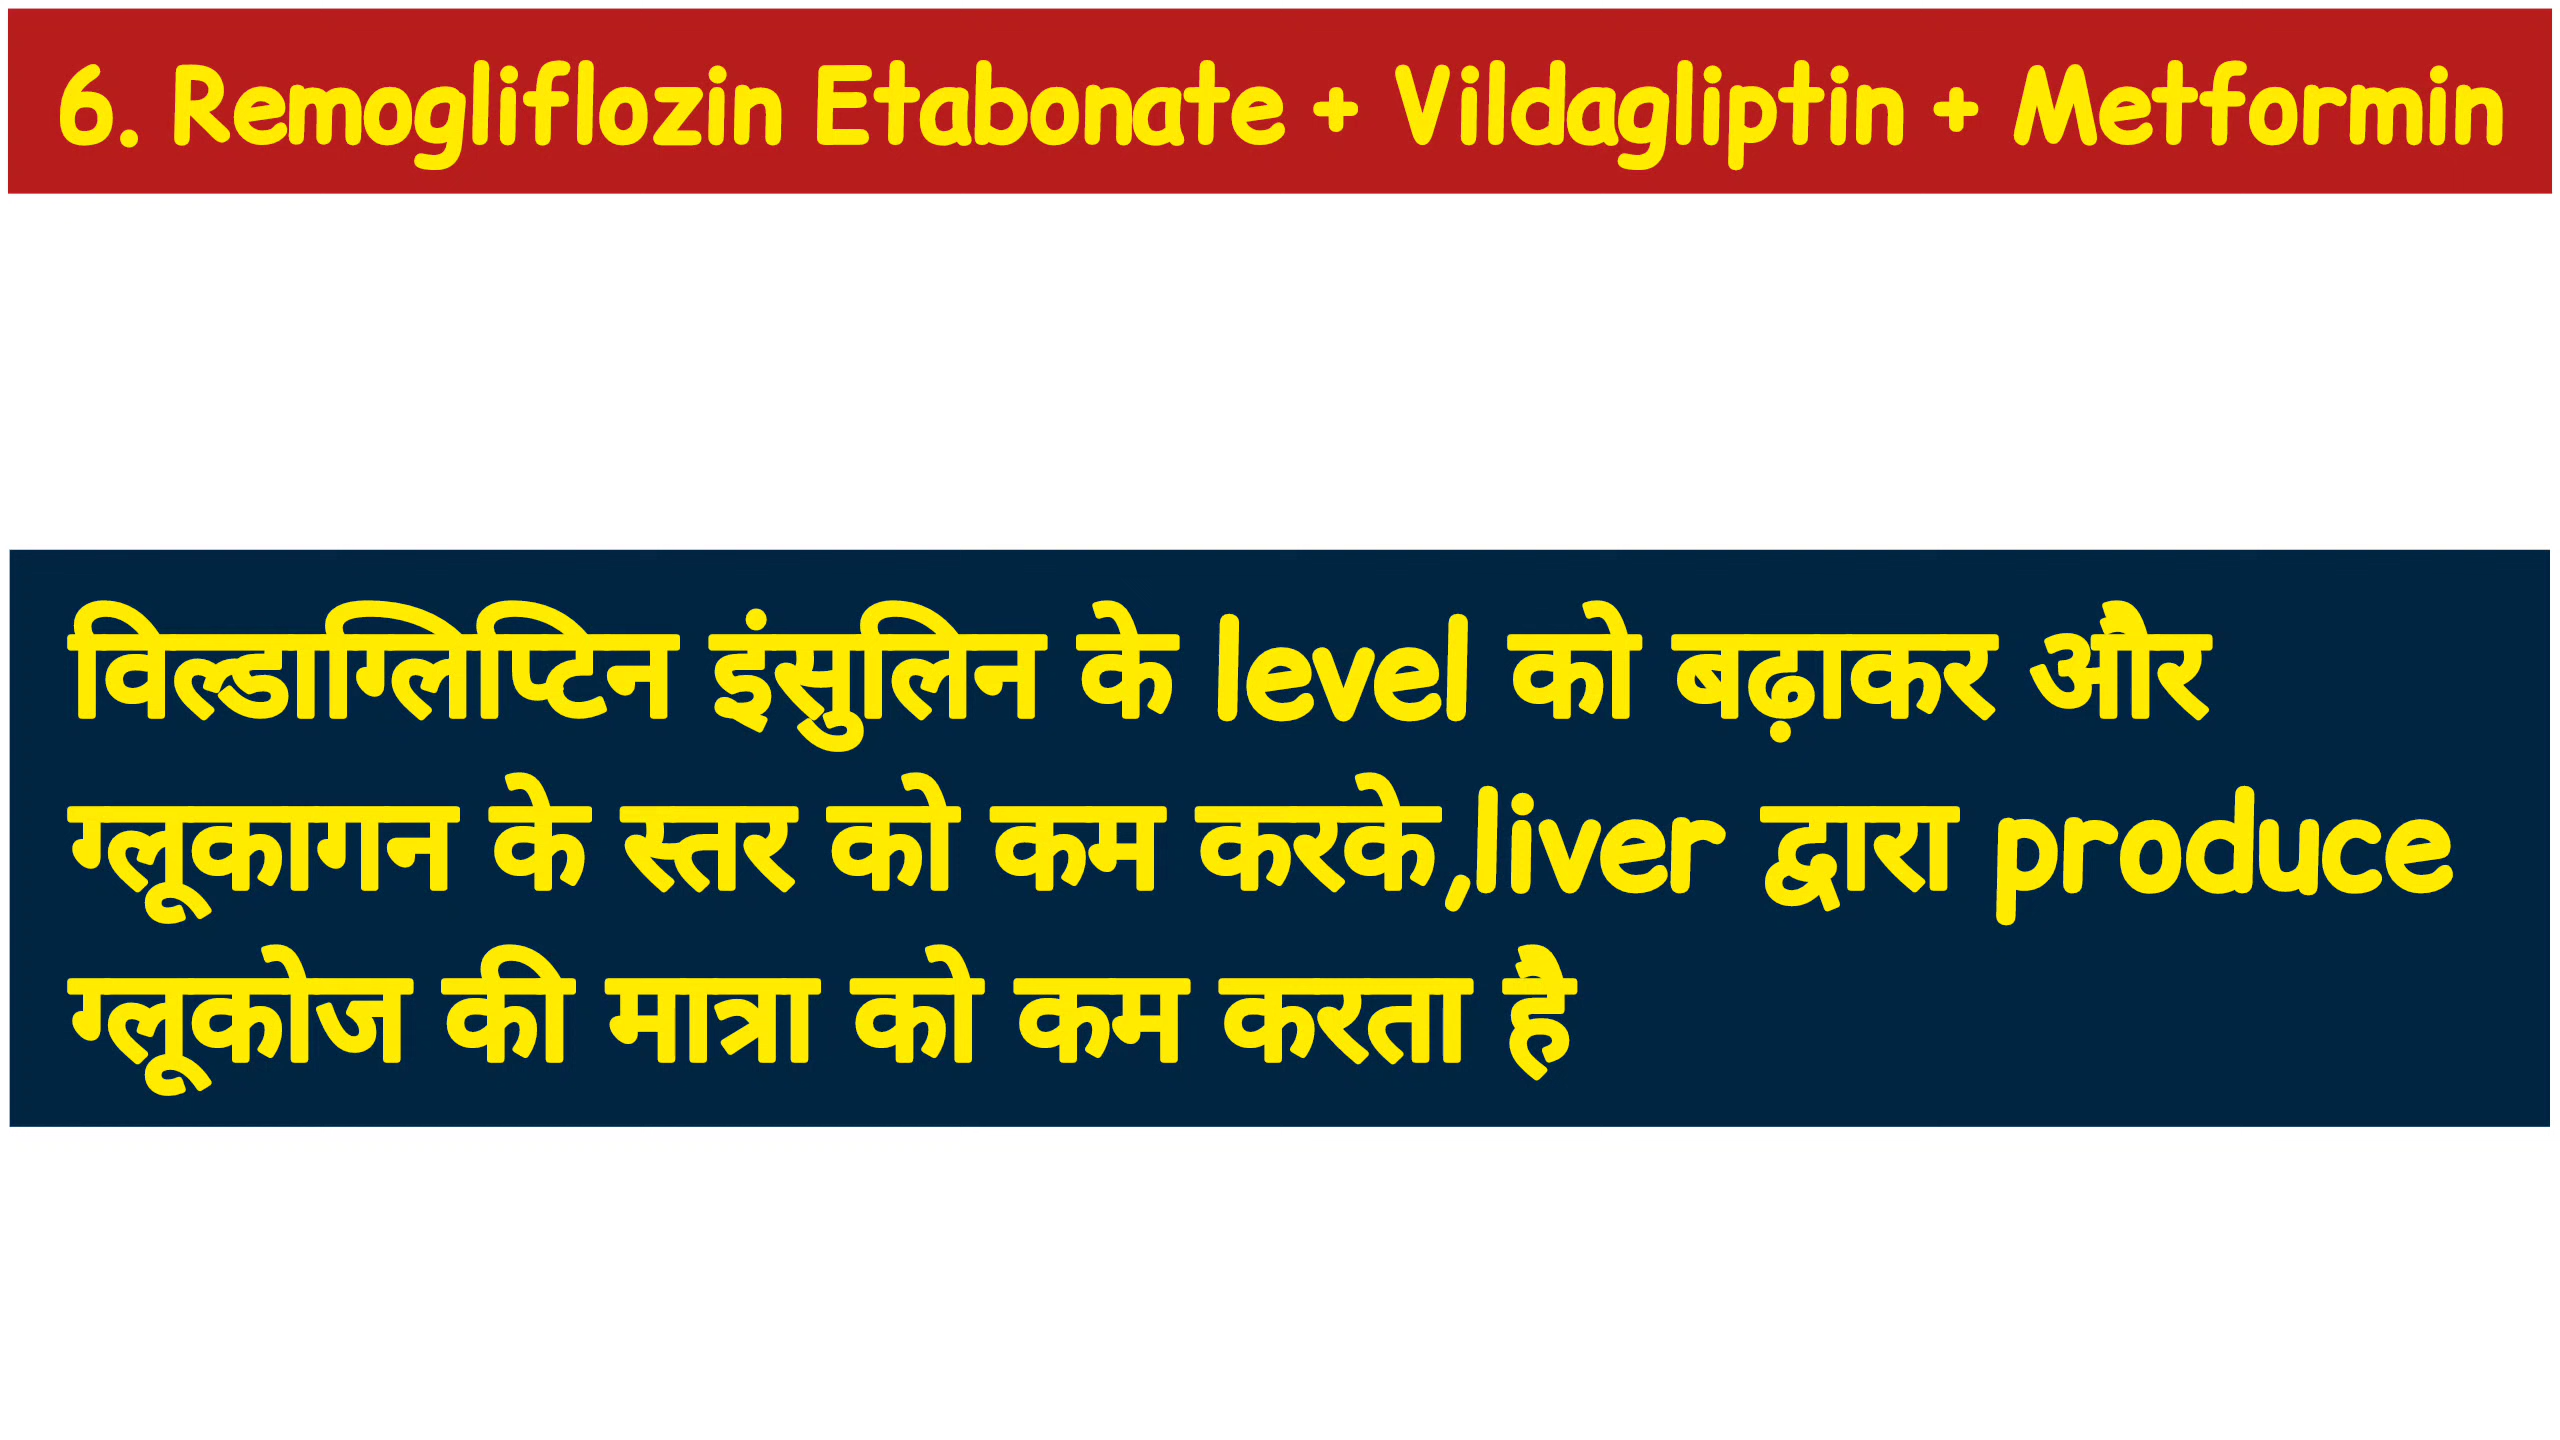 6. Remogliflozin Etabonate + Vildagliptin + Metformin
विल्डाग्लिप्टिन इंसुलिन के level को बढ़ाकर और
ग्लूकागन के स्तर को कम करके,liver द्वारा produce
ग्लूकोज की मात्रा को कम करता है